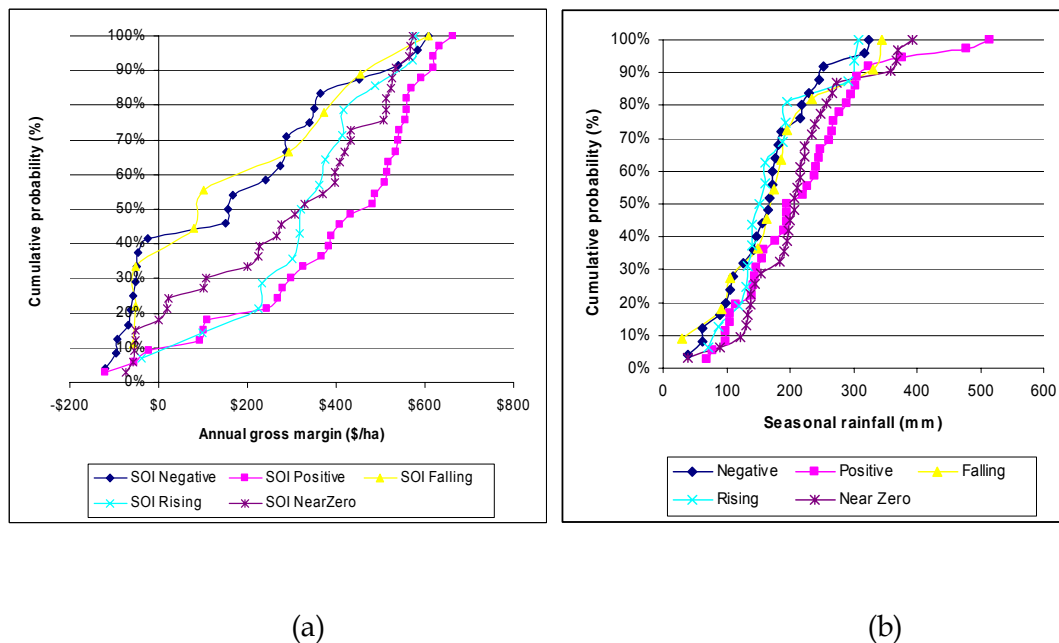 100%
90%
80%
70%
60%
50%
40%
30%
20%
10%
0%
Cumulative probability (%)
-$200 $0 $200 $400 $600 $800
Annual gross margin ($/ha)
SOI Negative SOI Positive SOI Falling
SOI Rising SOI NearZero
(a)
100%
90%
80%
70%
60%
50%
40%
30%
20%
10%
0%
Cumulative probability (%)
0 100 200 300 400 500 600
Seasonal rainfall (mm)
Negative Positive Falling
Rising Near Zero
(b)